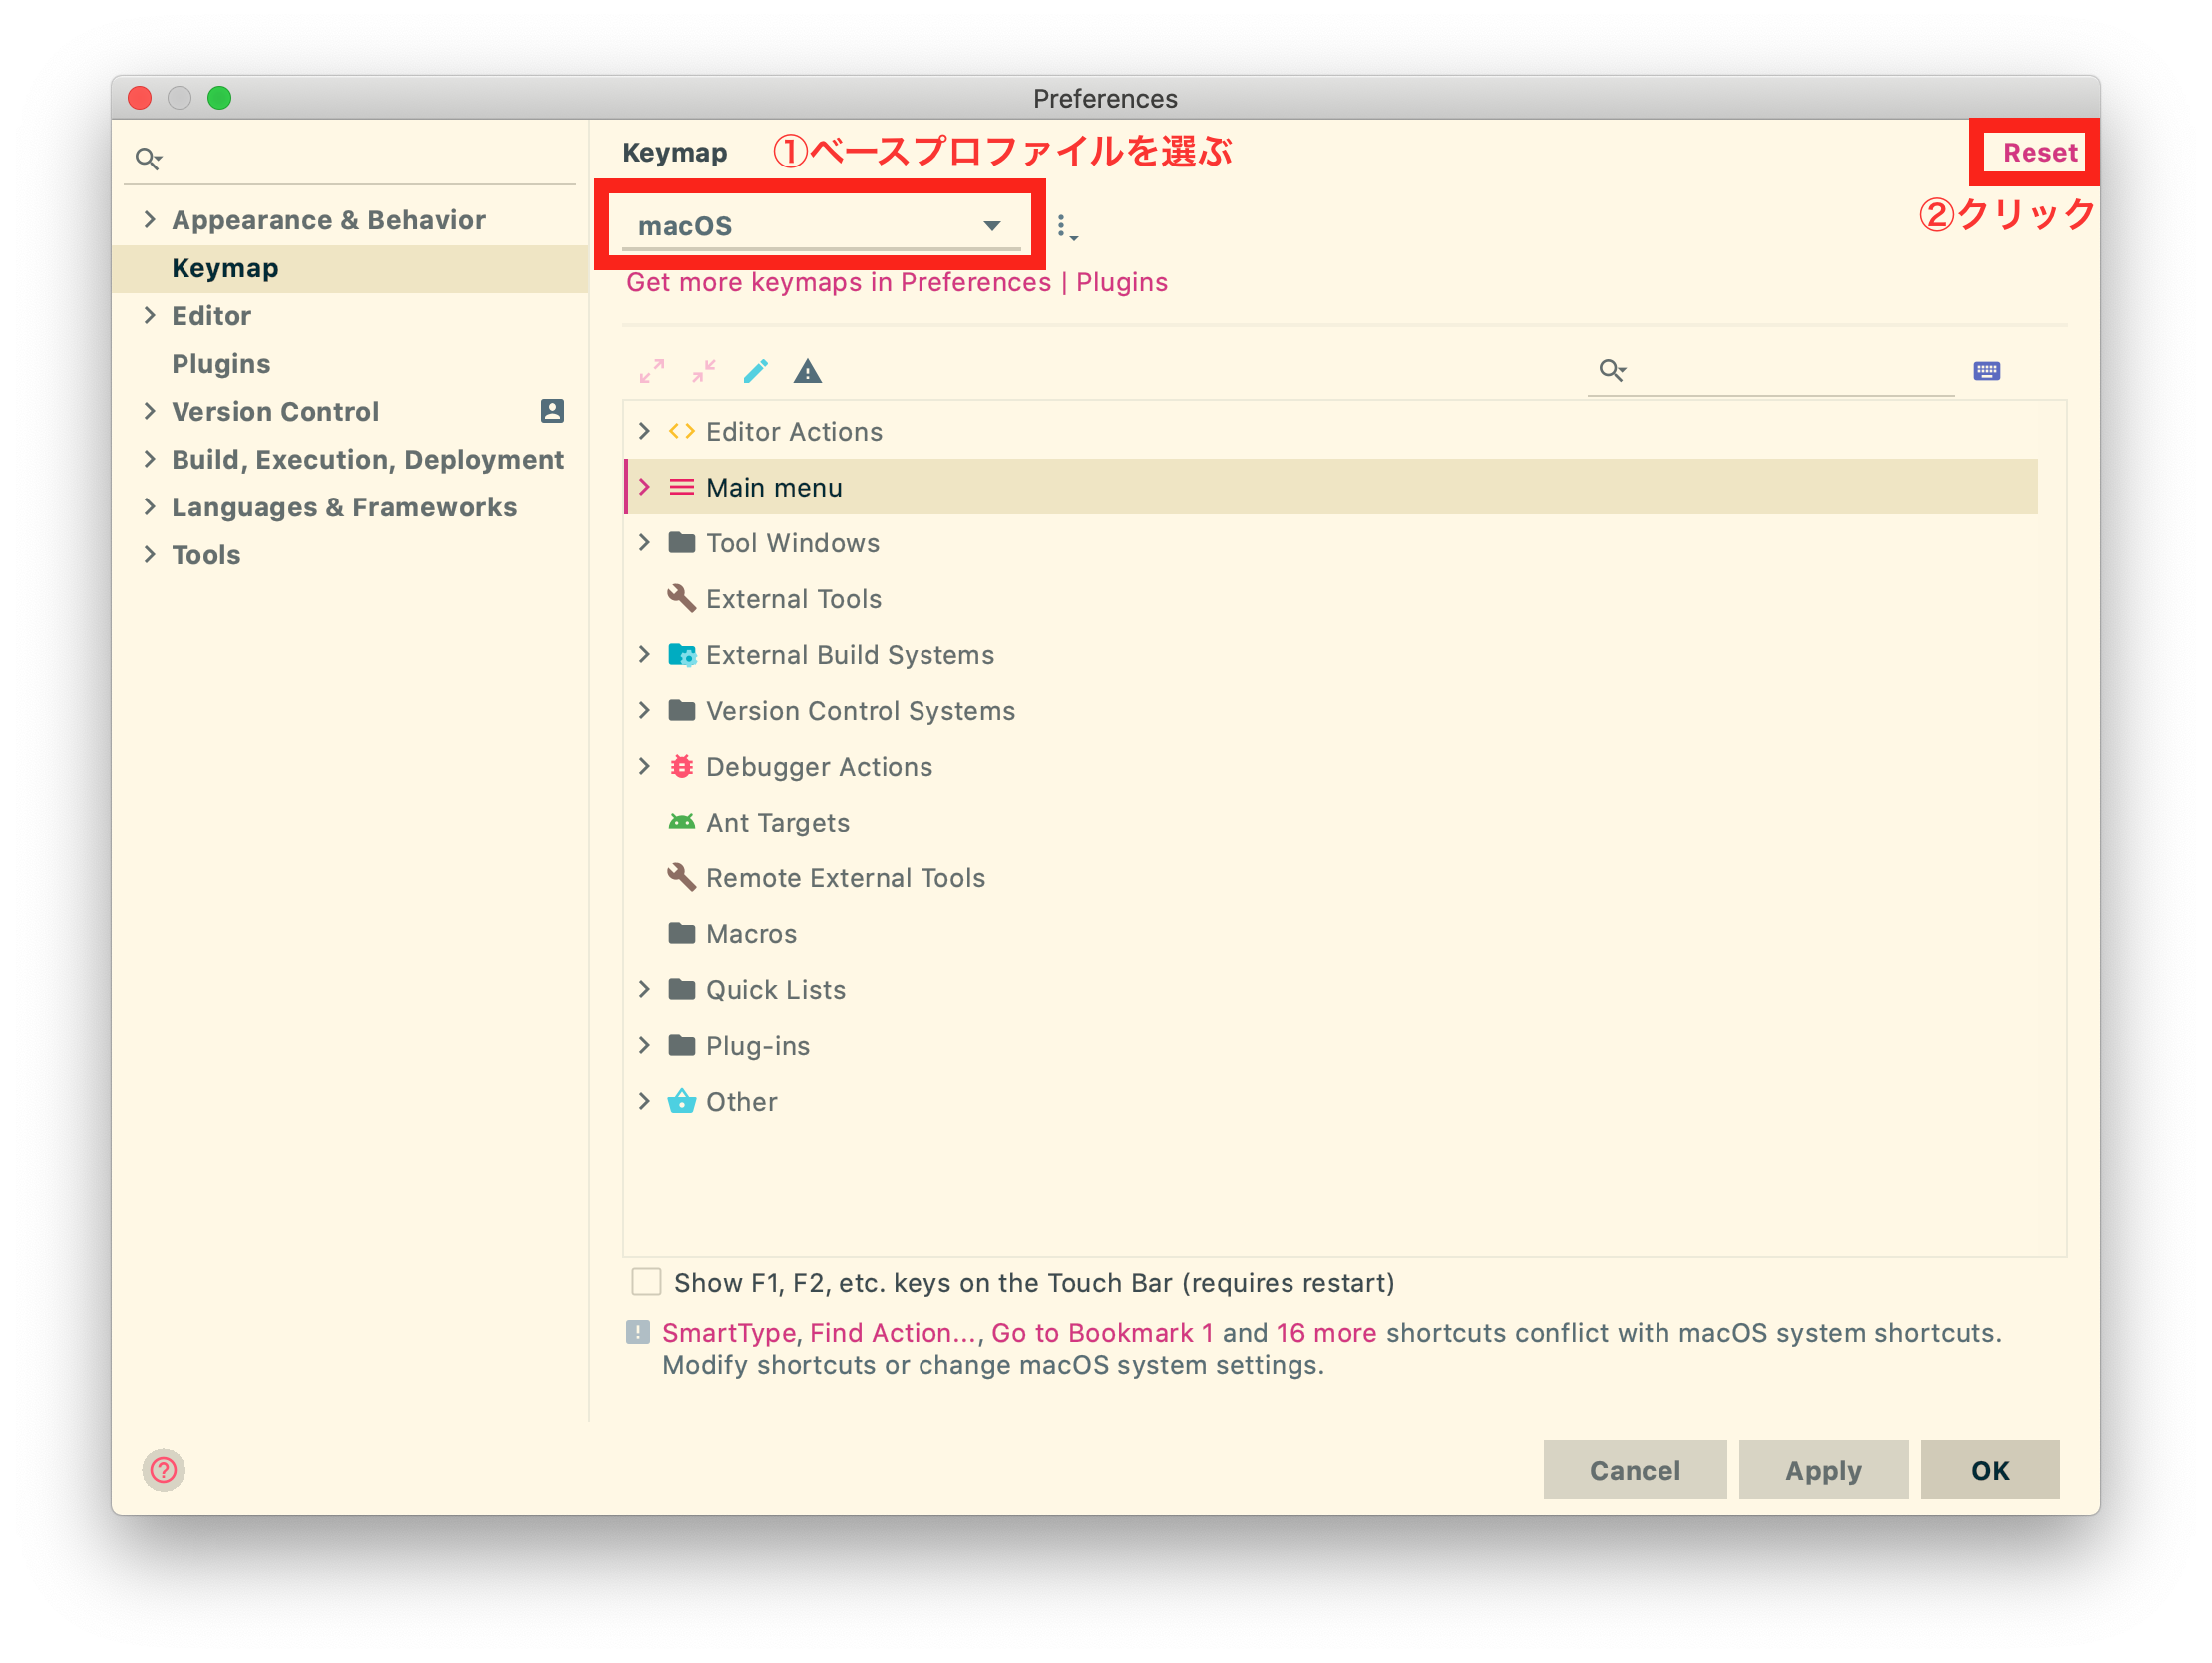 Preferences
Appearance & Behavior
Keymap
Editor
Plugins
Version Control
Build, Execution, Deployment
Languages & Frameworks
Tools
Keymap
①ベースプロファイルを選ぶ
Reset
②クリック
macOS
Get more keymaps in Preferences | Plugins
Editor Actions
Main menu
Tool Windows
External Tools
External Build Systems
Version Control Systems
Debugger Actions
Ant Targets
Remote External Tools
Macros
Quick Lists
Plug-ins
Other
Show F1, F2, etc. keys on the Touch Bar (requires restart)
SmartType, Find Action..., Go to Bookmark 1 and 16 more shortcuts conflict with macOS system shortcuts.
Modify shortcuts or change macOS system settings.
Cancel
Apply
OK